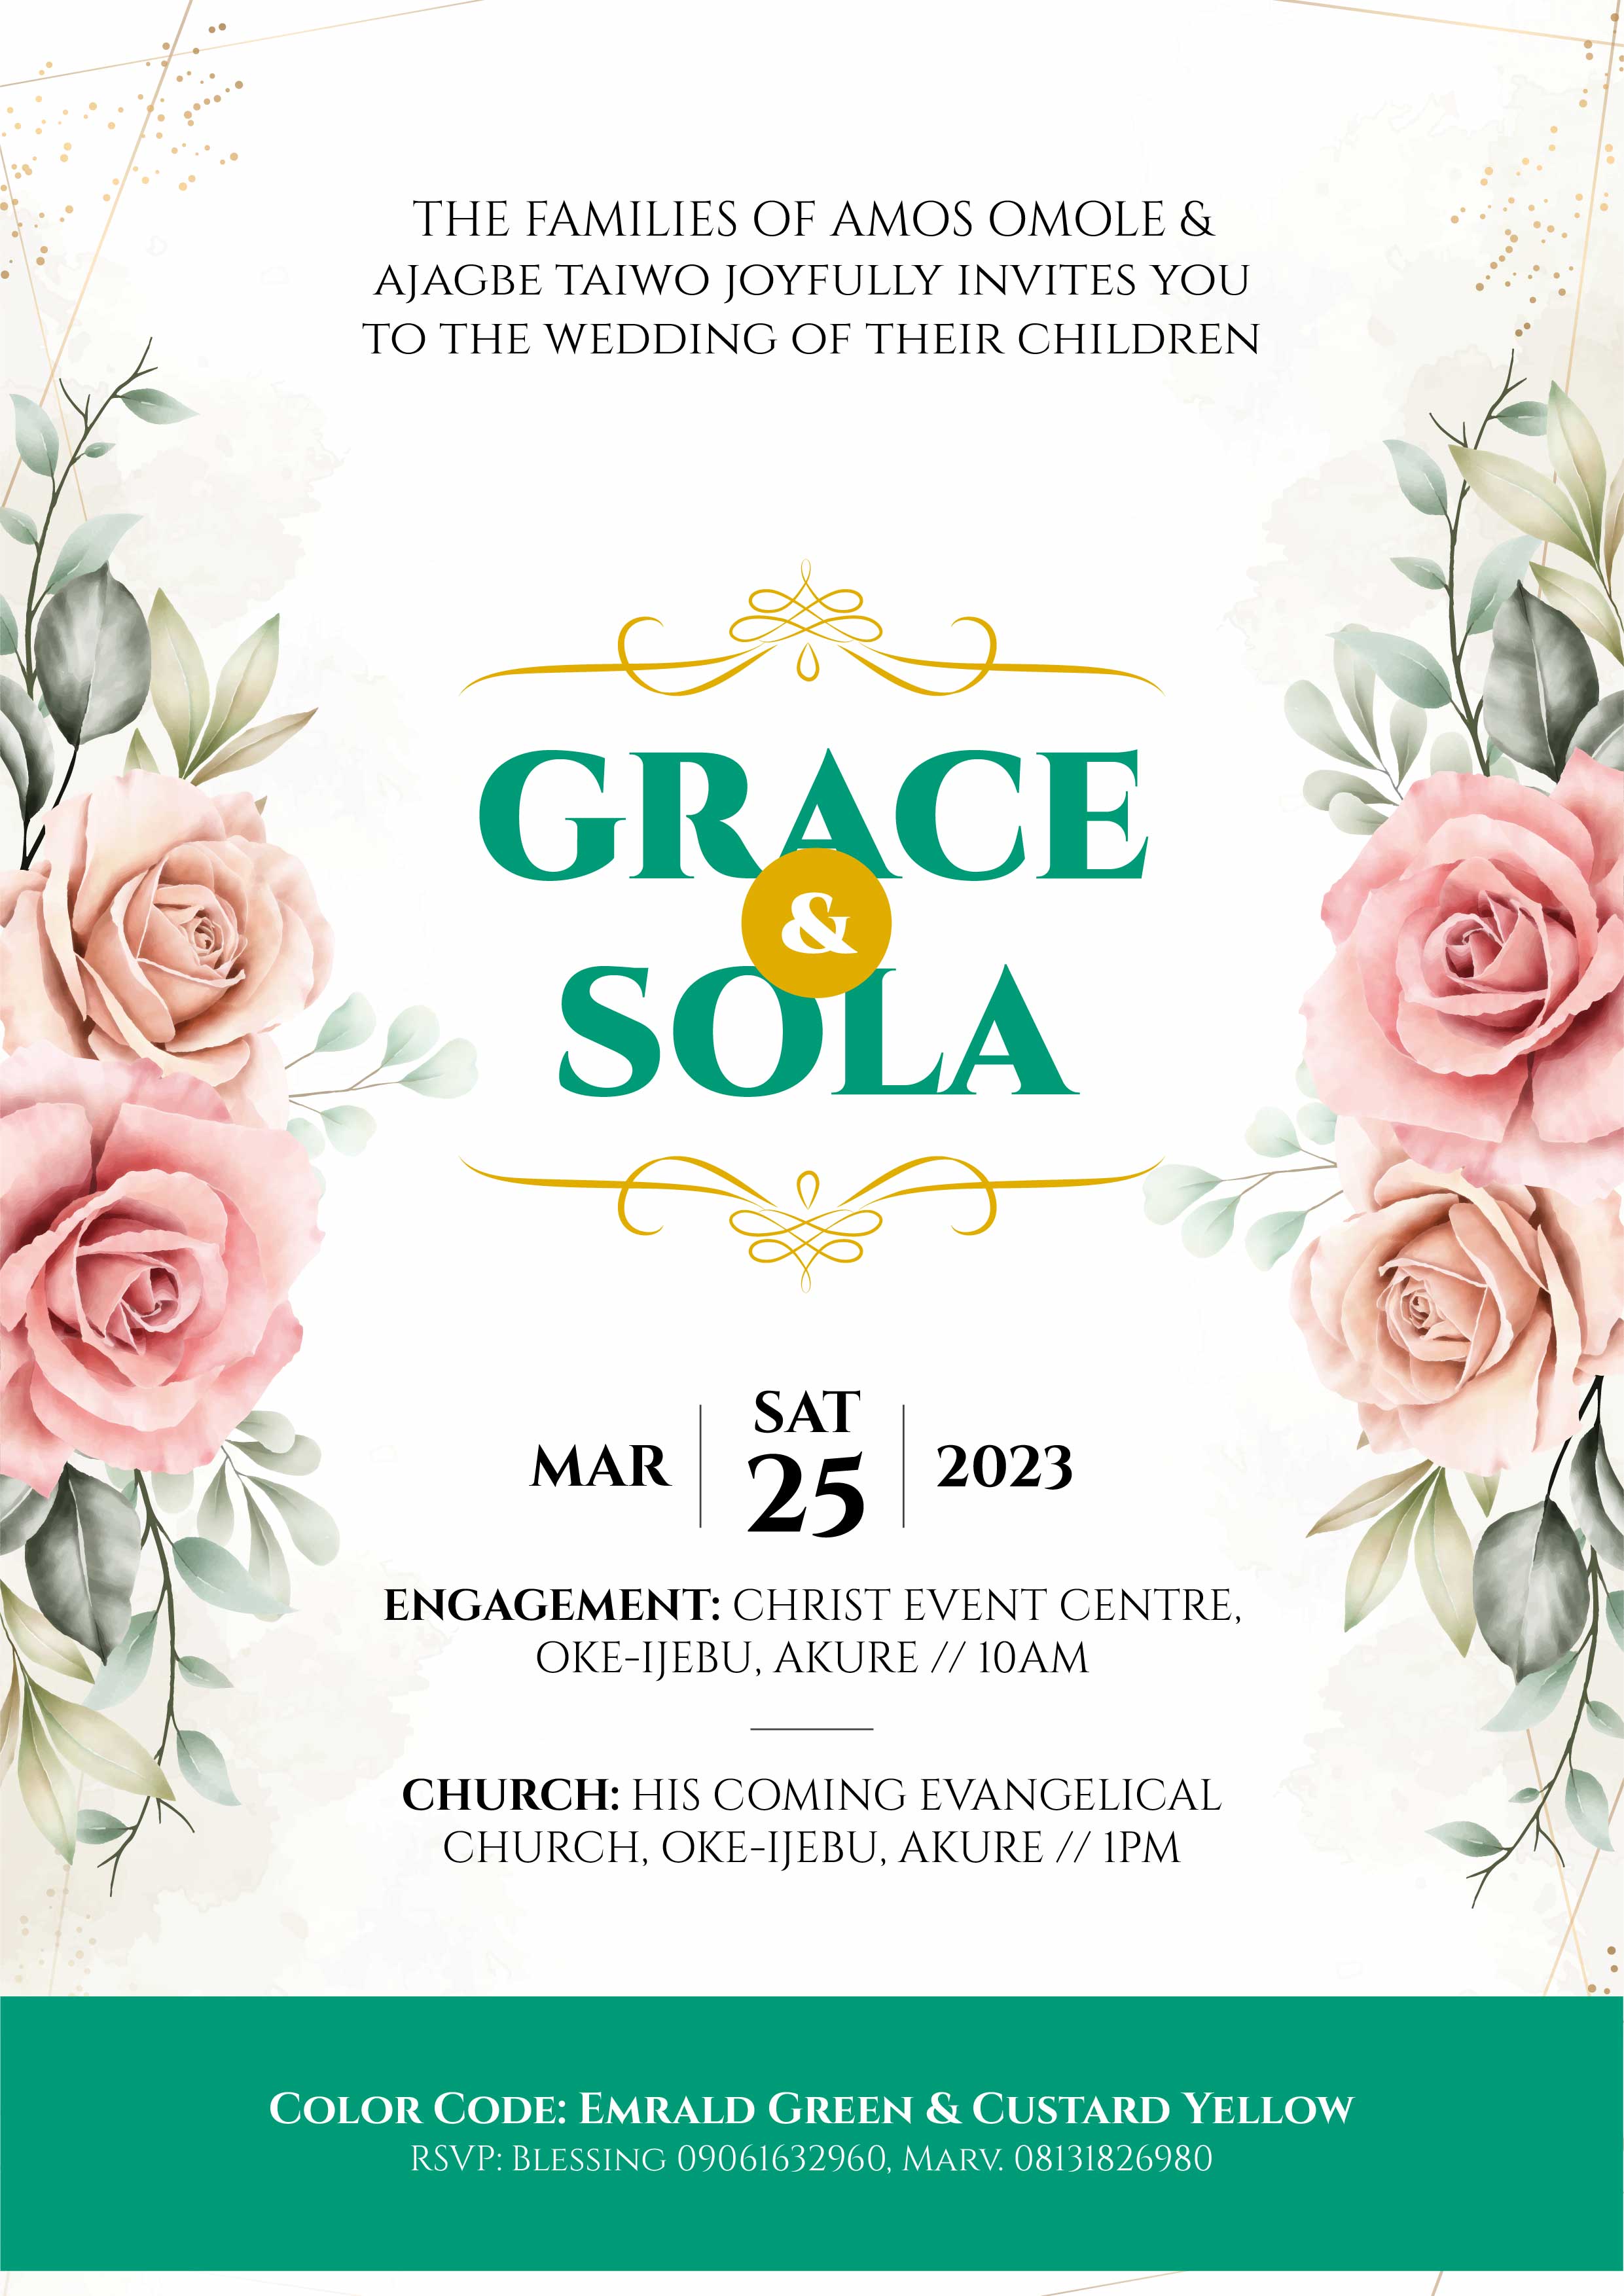 THE FAMILIES OF AMOS OMOLE &
AJAGBE TAIWO JOYFULLY INVITES YOU
TO THE WEDDING OF THEIR CHILDREN
GRACE
&
SOLA
MAR
SAT
25
2023
ENGAGEMENT: CHRIST EVENT CENTRE,
OKE-IJEBU, AKURE // 10AM
CHURCH: HIS COMING EVANGELICAL
CHURCH, OKE-IJEBU, AKURE // 1PM
COLOR CODE: EMRALD GREEN & CUSTARD YELLOW
RSVP: BLESSING 09061632960, MARV. 08131826980